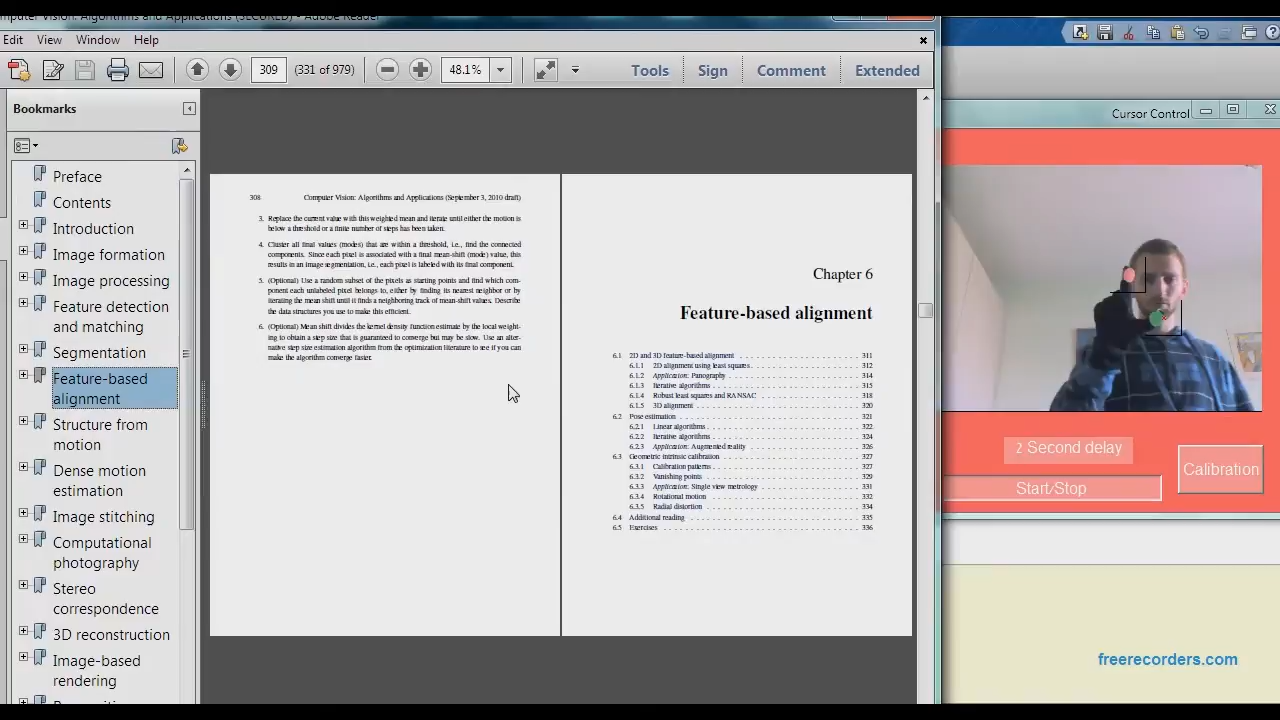 mputer Vision: Algorithms and Applications (SECURED) - Adobe Reader
Edit View Window Help
309 (331 of 979) 48.1% Tools Sign Comment Extended
Bookmarks
Preface
Contents
Introduction
Image formation
Image processing
Feature detection
and matching
Segmentation
Feature-based
alignment
Structure from
motion
Dense motion
estimation
Image stitching
Computational
photography
Stereo
correspondence
3D reconstruction
Image-based
rendering
308 Computer Vision: Algorithms and Applications (September 3, 2010 draft)
3. Replace the current value with this weighted mean and iterate until either the motion is
below a threshold or a finite number of steps has been taken.
4. Cluster all final values (modes) that are within a threshold, i.e., find the connected
components. Since each pixel is associated with a final mean-shift (mode) value, this
results in an image segmentation, i.e., each pixel is labeled with its final component.
5. (Optional) Use a random subset of the pixels as starting points and find which com-
ponent each unlabeled pixel belongs to, either by finding its nearest neighbor or by
iterating the mean shift until it finds a neighboring track of mean-shift values. Describe
the data structures you use to make this efficient.
6. (Optional) Mean shift divides the kernel density function estimate by the local weight-
ing to obtain a step size that is guaranteed to converge but may be slow. Use an alter-
native step size estimation algorithm from the optimization literature to see if you can
make the algorithm converge faster.
Chapter 6
Feature-based alignment
6.1 2D and 3D feature-based alignment . . . 311
6.1.1 2D alignment using least squares . . . 312
6.1.2 Application: Panography . . . 314
6.1.3 Iterative algorithms . . . 315
6.1.4 Robust least squares and RANSAC . . . 318
6.1.5 3D alignment . . . 320
6.2 Pose estimation . . . 321
6.2.1 Linear algorithms . . . 322
6.2.2 Iterative algorithms . . . 324
6.2.3 Application: Augmented reality . . . 326
6.3 Geometric intrinsic calibration . . . 327
6.3.1 Calibration patterns . . . 327
6.3.2 Vanishing points . . . 329
6.3.3 Application: Single view metrology . . . 331
6.3.4 Rotational motion . . . 332
6.3.5 Radial distortion . . . 334
6.4 Additional reading . . . 335
6.5 Exercises . . . 336
Cursor Control
2 Second delay
Start/Stop
Calibration
freerecorders.com